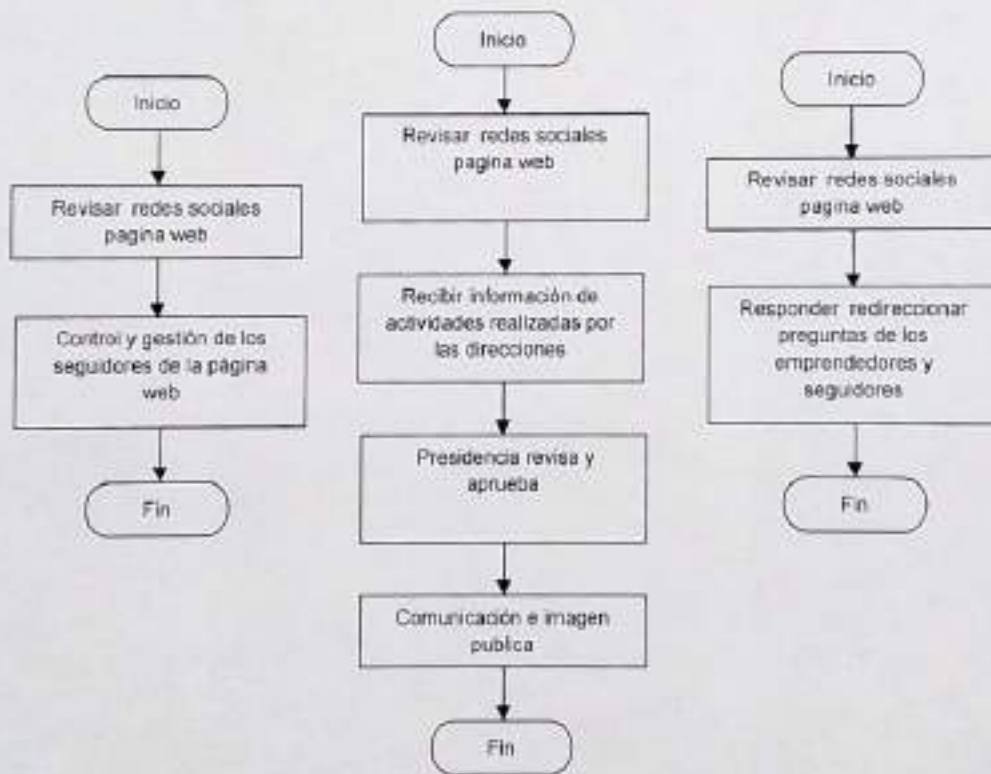 Inicio
Revisar redes sociales
pagina web
Control y gestión de los
seguidores de la página
web
Fin
Inicio
Revisar redes sociales
pagina web
Recibir información de
actividades realizadas por
las direcciones
Presidencia revisa y
aprueba
Comunicación e imagen
publica
Fin
Inicio
Revisar redes sociales
pagina web
Responder redireccionar
preguntas de los
emprendedores y
seguidores
Fin